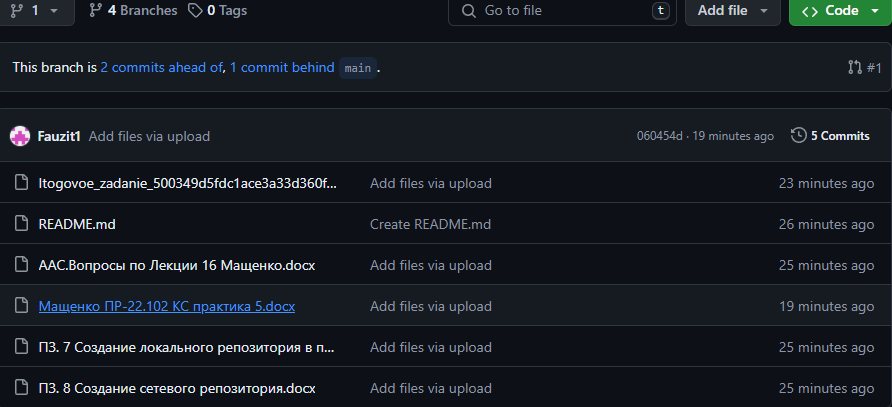 1 4 Branches 0 Tags Go to file t Add file Code
This branch is 2 commits ahead of, 1 commit behind main. #1
Fauzit1 Add files via upload 060454d · 19 minutes ago 5 Commits
Itogovoe_zadanie_500349d5fdc1ace3a33d360f... Add files via upload 23 minutes ago
README.md Create README.md 26 minutes ago
ААС.Вопросы по Лекции 16 Мащенко.docx Add files via upload 25 minutes ago
Мащенко ПР-22.102 КС практика 5.docx Add files via upload 19 minutes ago
ПЗ. 7 Создание локального репозитория в п... Add files via upload 25 minutes ago
ПЗ. 8 Создание сетевого репозитория.docx Add files via upload 25 minutes ago